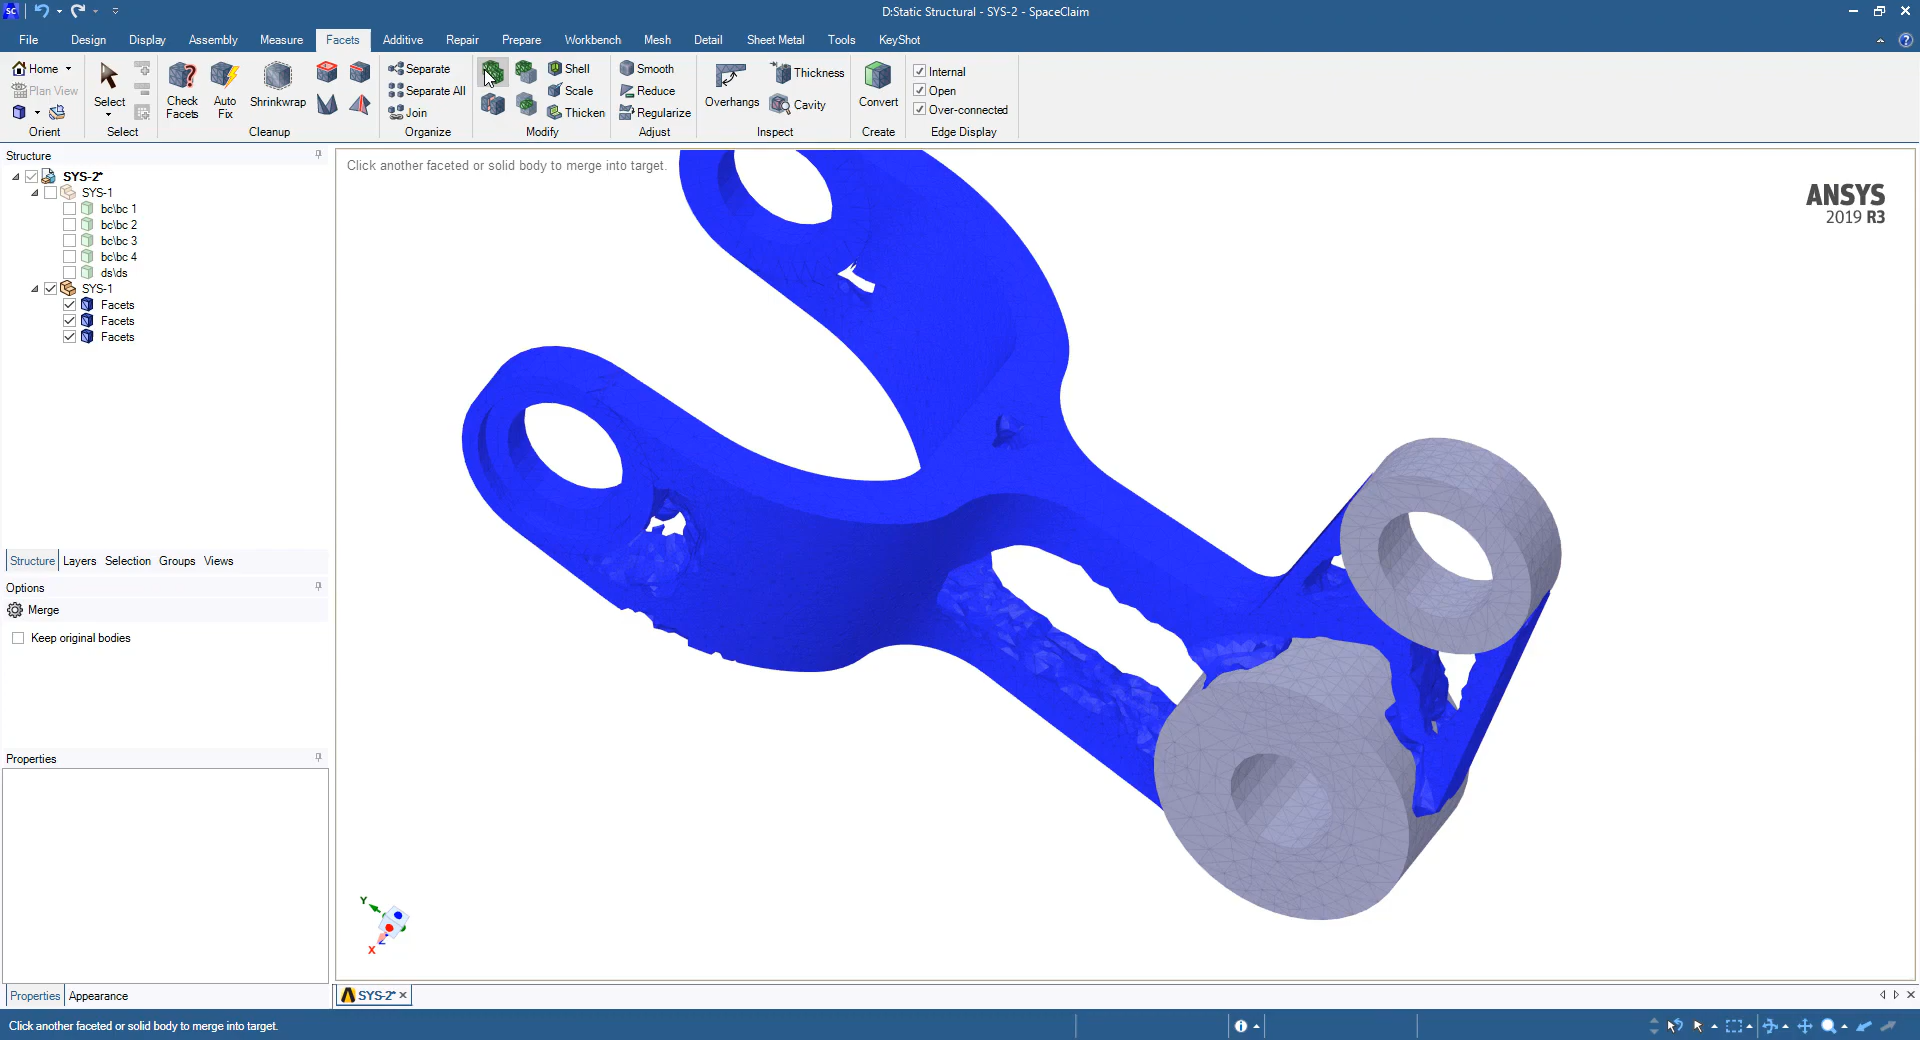 SC
D:Static Structural - SYS-2 - SpaceClaim
File Design Display Assembly Measure Facets Additive Repair Prepare Workbench Mesh Detail Sheet Metal Tools KeyShot
Home
Plan View
Orient
Select
Select
Check Facets
Auto Fix
Shrinkwrap
Cleanup
Separate
Separate All
Join
Organize
Shell
Scale
Thicken
Modify
Smooth
Reduce
Regularize
Adjust
Overhangs
Thickness
Cavity
Inspect
Convert
Create
Internal
Open
Over-connected
Edge Display
Structure
SYS-2*
SYS-1
bc\bc 1
bc\bc 2
bc\bc 3
bc\bc 4
ds\ds
SYS-1
Facets
Facets
Facets
Structure Layers Selection Groups Views
Options
Merge
Keep original bodies
Properties
Properties Appearance
Click another faceted or solid body to merge into target.
ANSYS
2019 R3
Y
Z
X
SYS-2*
Click another faceted or solid body to merge into target.